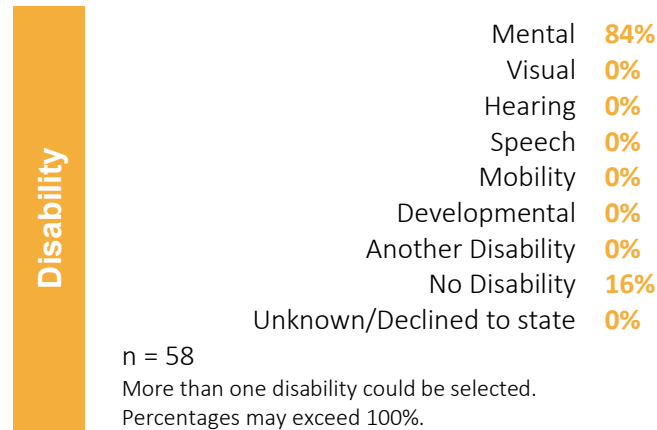 Disability
Mental 84%
Visual 0%
Hearing 0%
Speech 0%
Mobility 0%
Developmental 0%
Another Disability 0%
No Disability 16%
Unknown/Declined to state 0%
n = 58
More than one disability could be selected.
Percentages may exceed 100%.